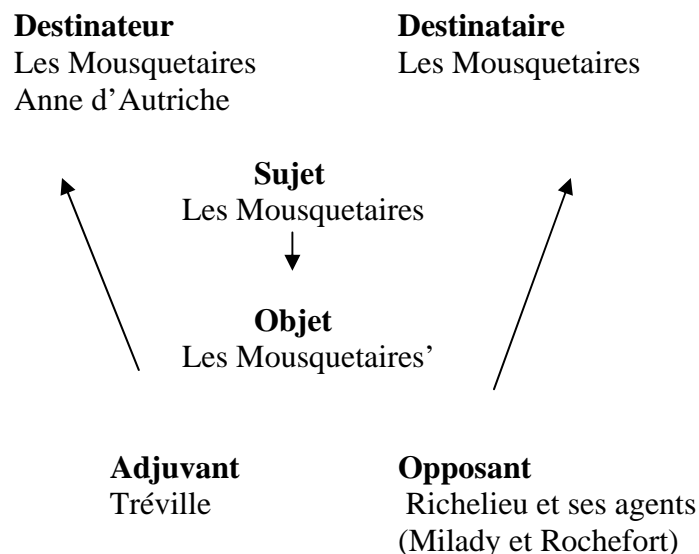 Destinateur
Les Mousquetaires
Anne d’Autriche
Destinataire
Les Mousquetaires
Sujet
Les Mousquetaires
Objet
Les Mousquetaires’
Adjuvant
Tréville
Opposant
Richelieu et ses agents
(Milady et Rochefort)